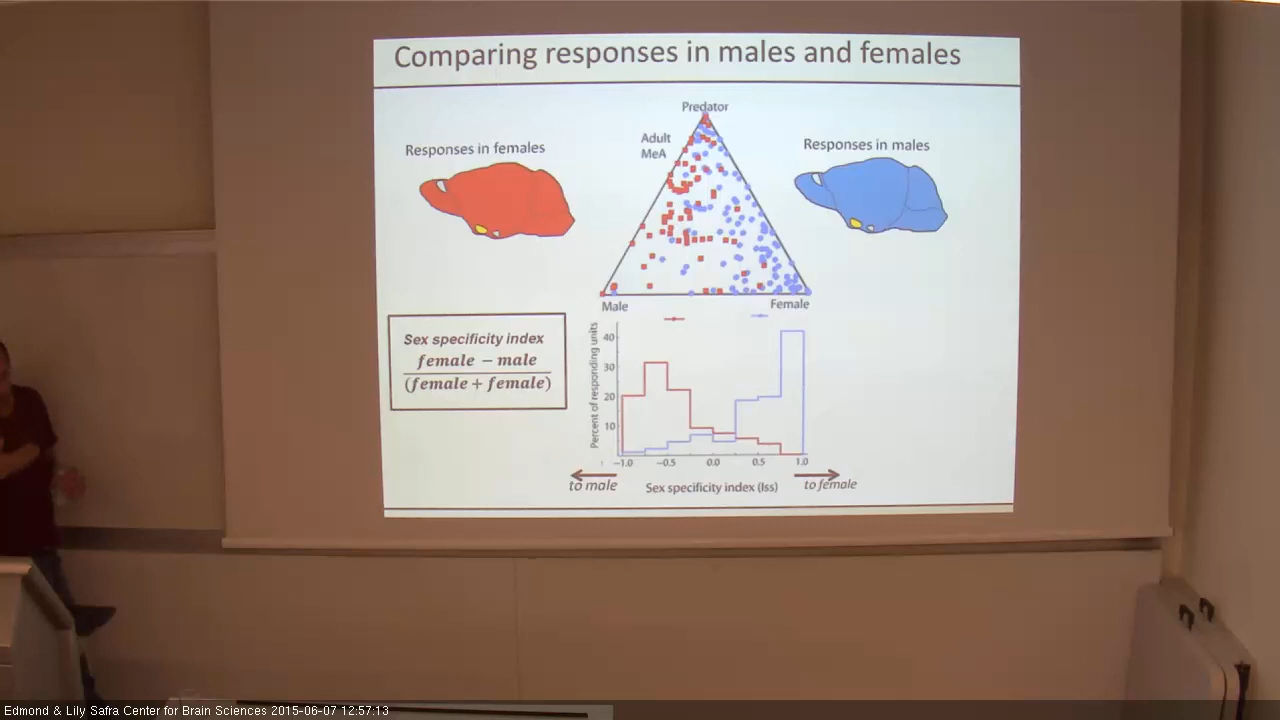 Comparing responses in males and females
Predator
Adult
MeA
Responses in females
Responses in males
Male
Female
Sex specificity index
female − male
(female + female)
Percent of responding units
40
30
20
10
−1.0
−0.5
0.0
0.5
1.0
to male
Sex specificity index (Iss)
to female
Edmond & Lily Safra Center for Brain Sciences 2015-06-07 12:57:13